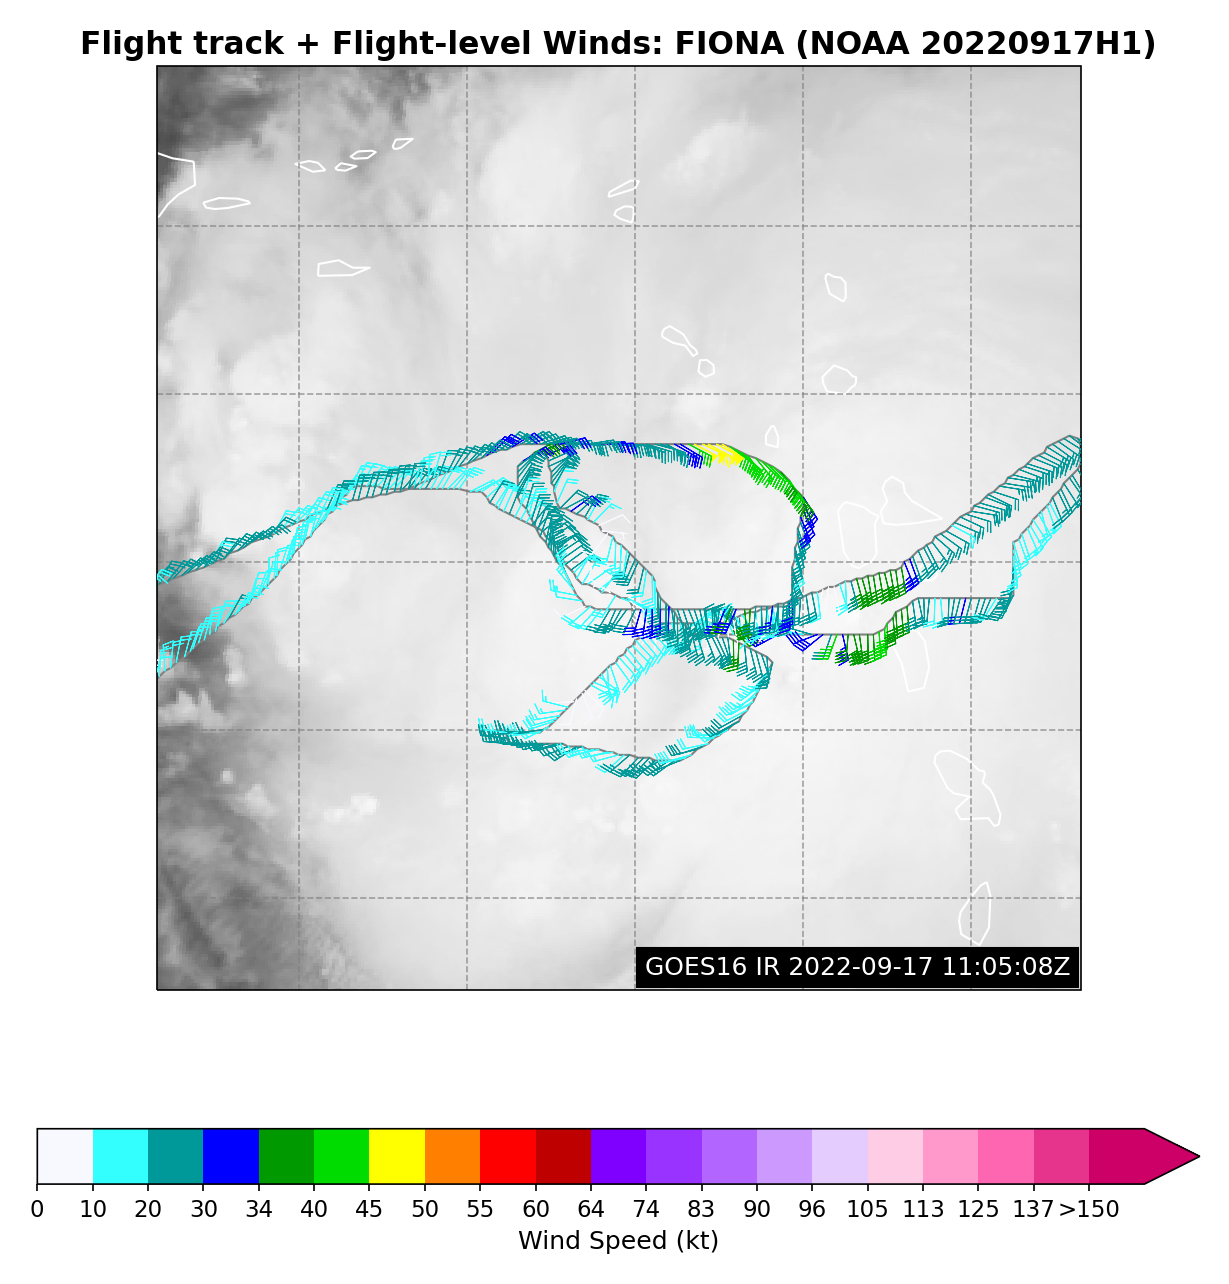 Flight track + Flight-level Winds: FIONA (NOAA 20220917H1)
GOES16 IR 2022-09-17 11:05:08Z
0 10 20 30 34 40 45 50 55 60 64 74 83 90 96 105 113 125 137 >150
Wind Speed (kt)